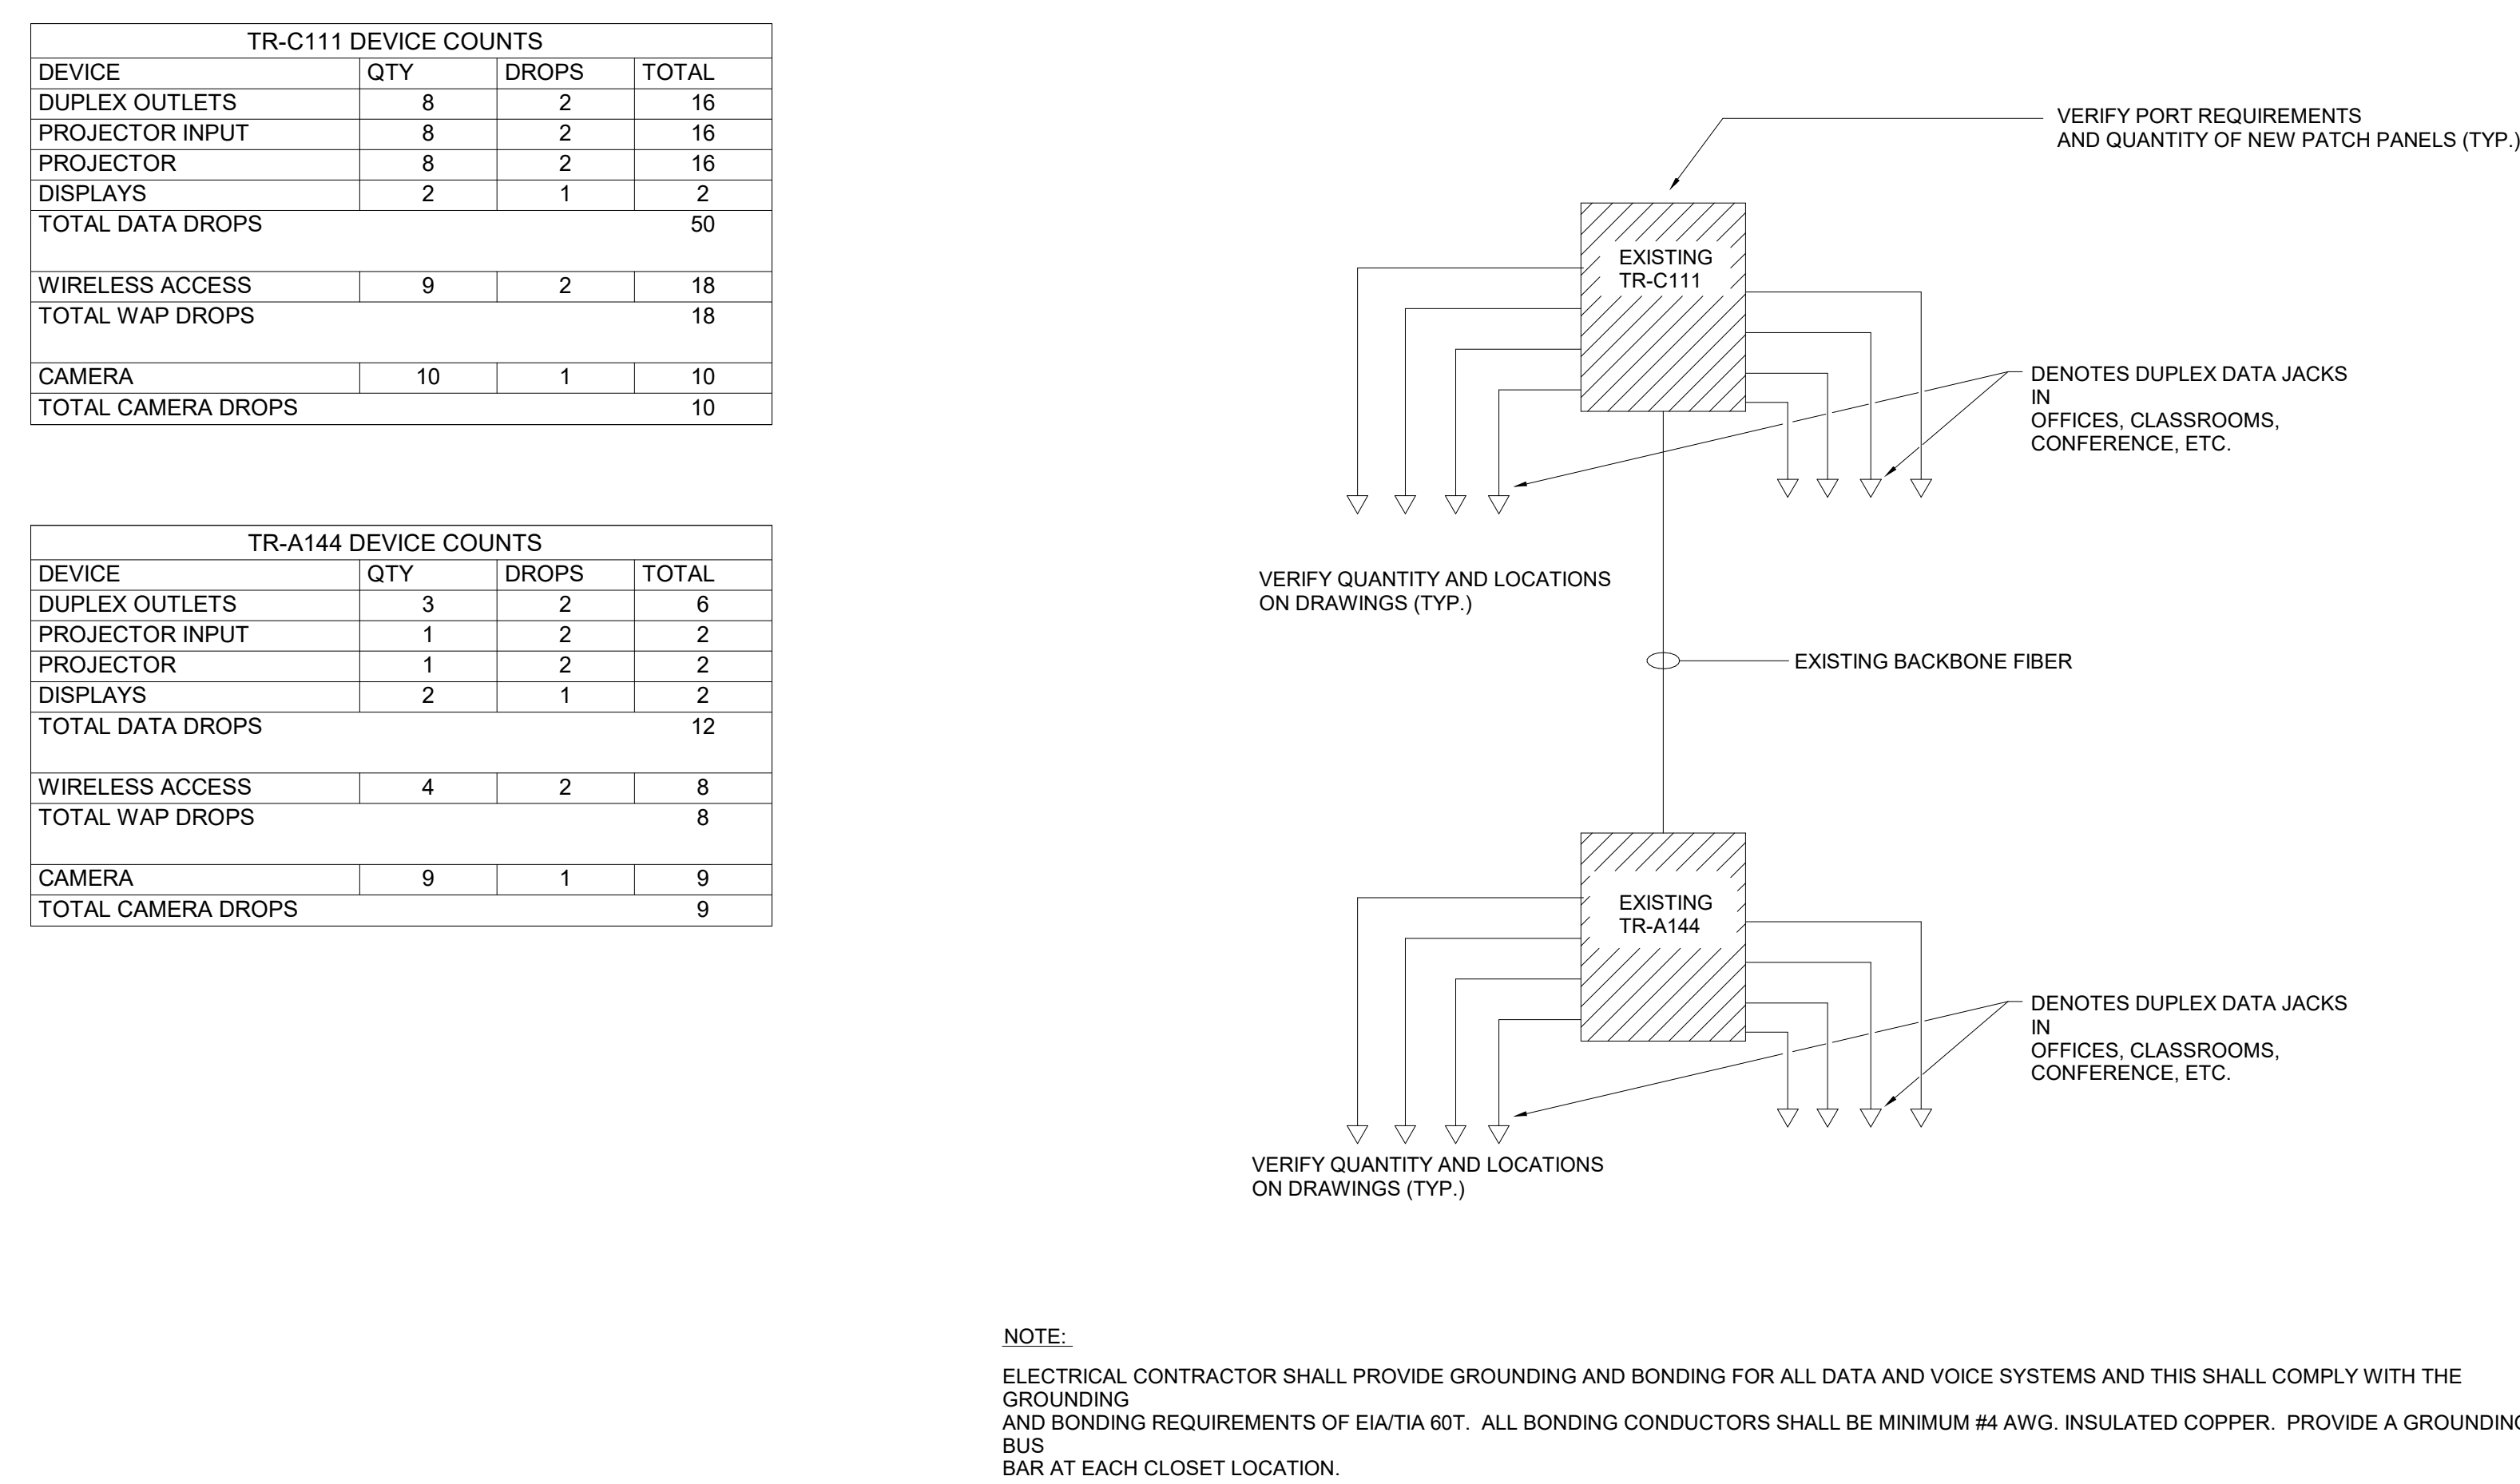 TR-C111 DEVICE COUNTS
DEVICE QTY DROPS TOTAL
DUPLEX OUTLETS 8 2 16
PROJECTOR INPUT 8 2 16
PROJECTOR 8 2 16
DISPLAYS 2 1 2
TOTAL DATA DROPS 50
WIRELESS ACCESS 9 2 18
TOTAL WAP DROPS 18
CAMERA 10 1 10
TOTAL CAMERA DROPS 10
TR-A144 DEVICE COUNTS
DEVICE QTY DROPS TOTAL
DUPLEX OUTLETS 3 2 6
PROJECTOR INPUT 1 2 2
PROJECTOR 1 2 2
DISPLAYS 2 1 2
TOTAL DATA DROPS 12
WIRELESS ACCESS 4 2 8
TOTAL WAP DROPS 8
CAMERA 9 1 9
TOTAL CAMERA DROPS 9
VERIFY PORT REQUIREMENTS
AND QUANTITY OF NEW PATCH PANELS (TYP.)
EXISTING
TR-C111
DENOTES DUPLEX DATA JACKS
IN
OFFICES, CLASSROOMS,
CONFERENCE, ETC.
VERIFY QUANTITY AND LOCATIONS
ON DRAWINGS (TYP.)
EXISTING BACKBONE FIBER
EXISTING
TR-A144
DENOTES DUPLEX DATA JACKS
IN
OFFICES, CLASSROOMS,
CONFERENCE, ETC.
VERIFY QUANTITY AND LOCATIONS
ON DRAWINGS (TYP.)
NOTE:
ELECTRICAL CONTRACTOR SHALL PROVIDE GROUNDING AND BONDING FOR ALL DATA AND VOICE SYSTEMS AND THIS SHALL COMPLY WITH THE
GROUNDING
AND BONDING REQUIREMENTS OF EIA/TIA 60T. ALL BONDING CONDUCTORS SHALL BE MINIMUM #4 AWG. INSULATED COPPER. PROVIDE A GROUNDING
BUS
BAR AT EACH CLOSET LOCATION.